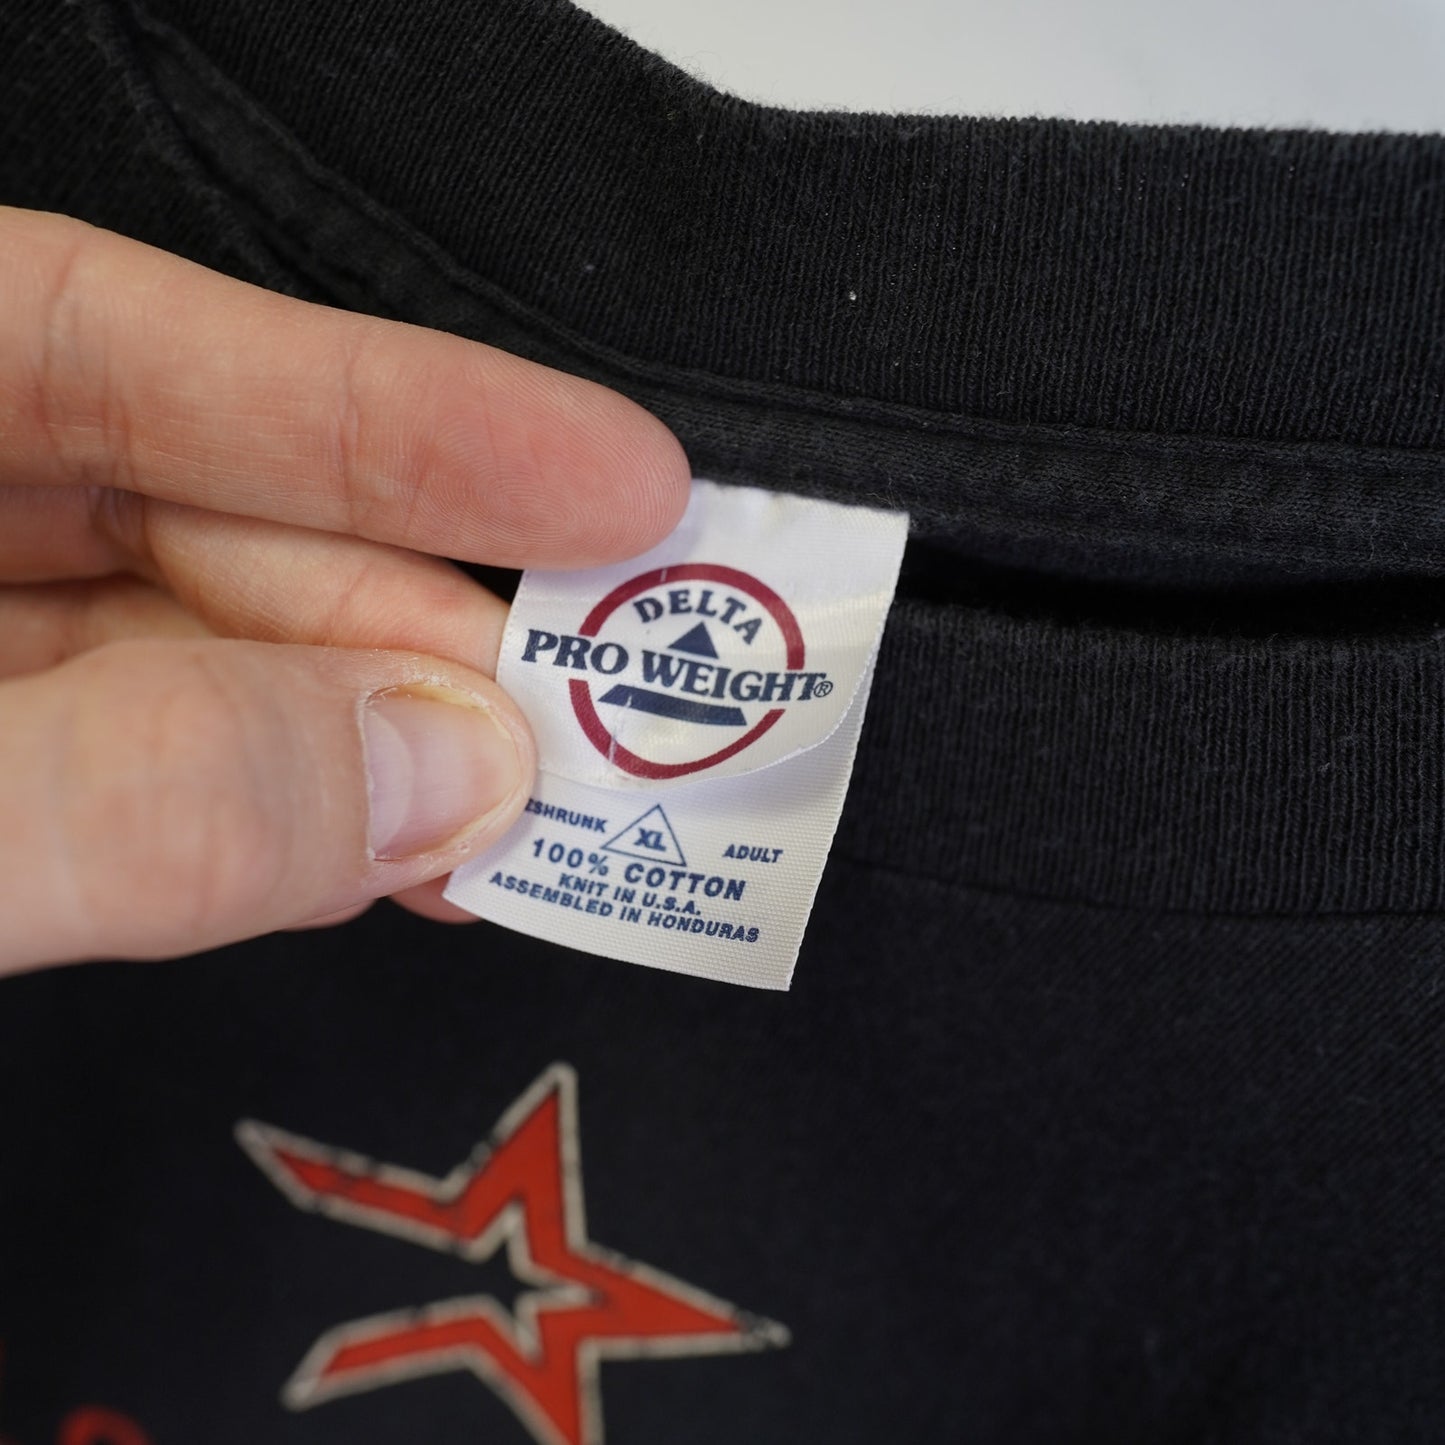 DELTA
PRO WEIGHT®
XL
ADULT
100% COTTON
KNIT IN U.S.A.
ASSEMBLED IN HONDURAS